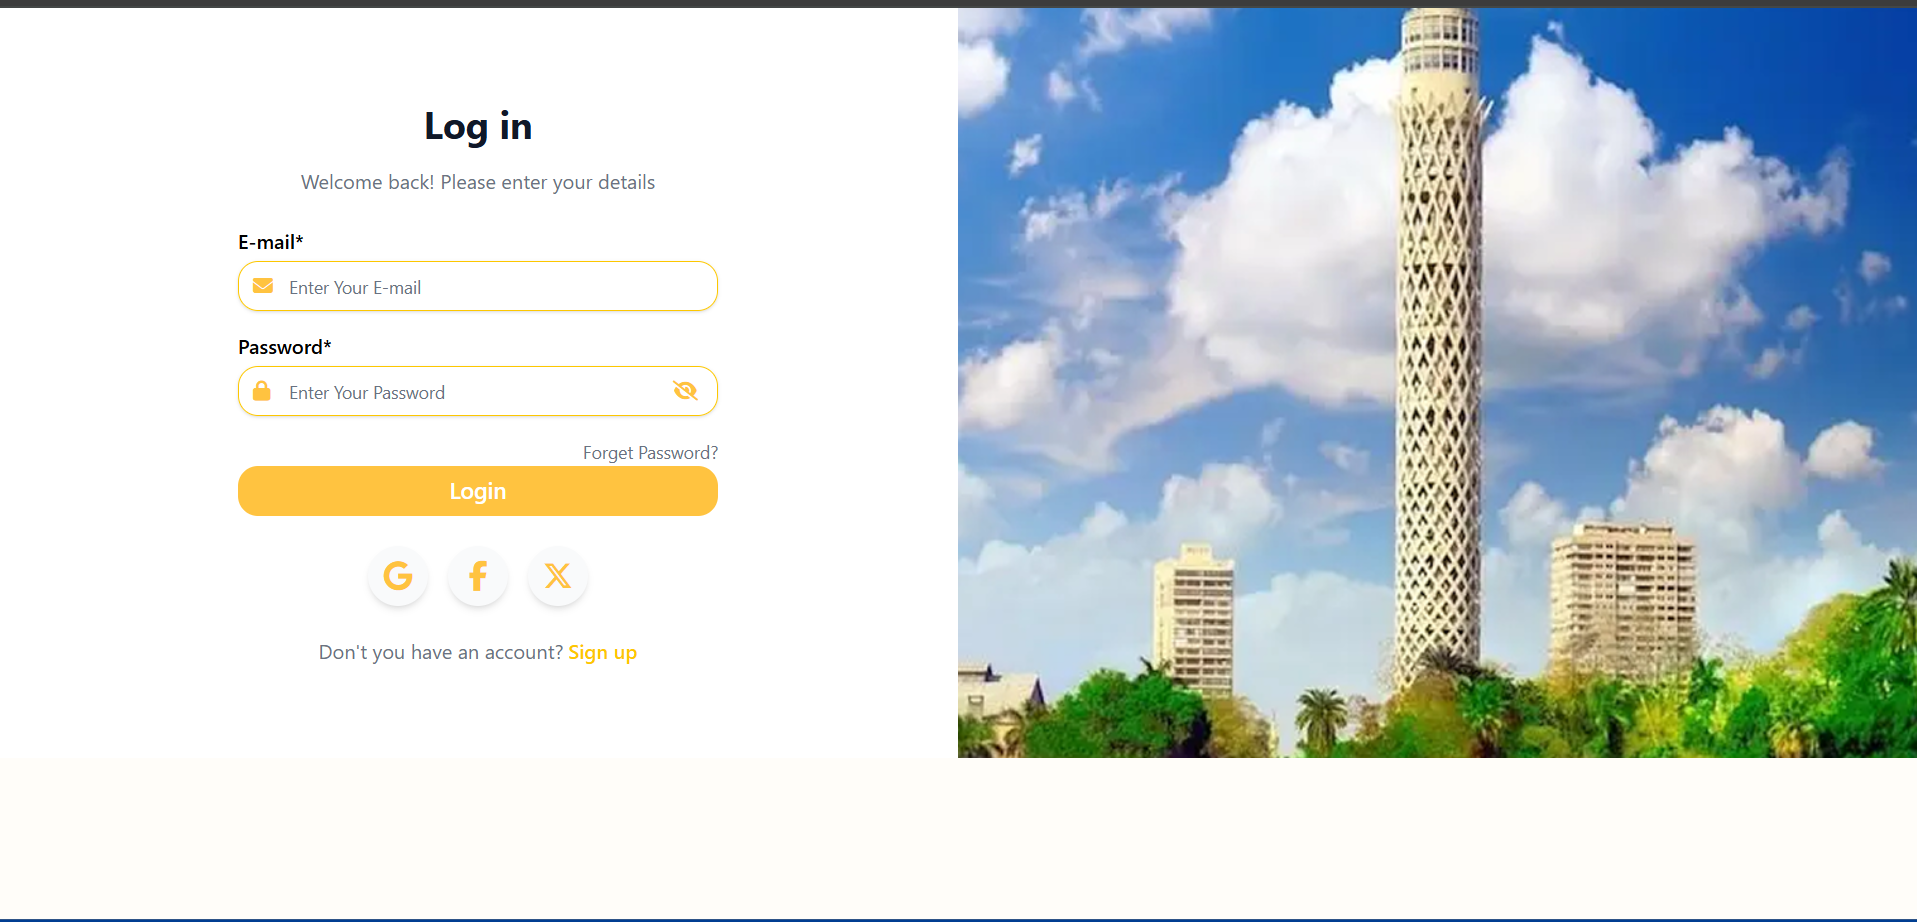 Log in
Welcome back! Please enter your details
E-mail*
Enter Your E-mail
Password*
Enter Your Password
Forget Password?
Login
Don't you have an account? Sign up